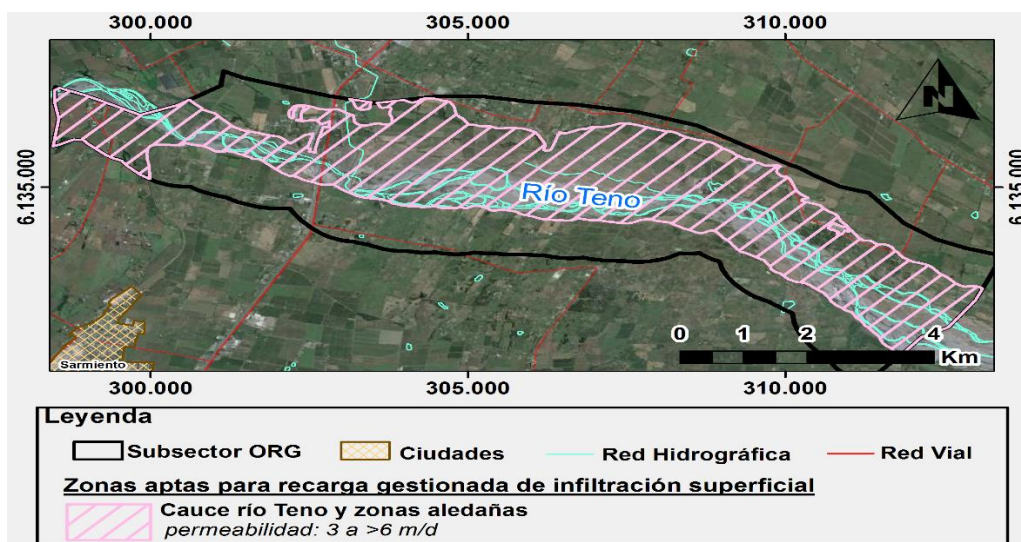 300.000 305.000 310.000
N
6.135.000 6.135.000
Río Teno
0 1 2 4
Km
Sarmiento
300.000 305.000 310.000
Leyenda
Subsector ORG Ciudades Red Hidrográfica Red Vial
Zonas aptas para recarga gestionada de infiltración superficial
Cauce río Teno y zonas aledañas
permeabilidad: 3 a >6 m/d